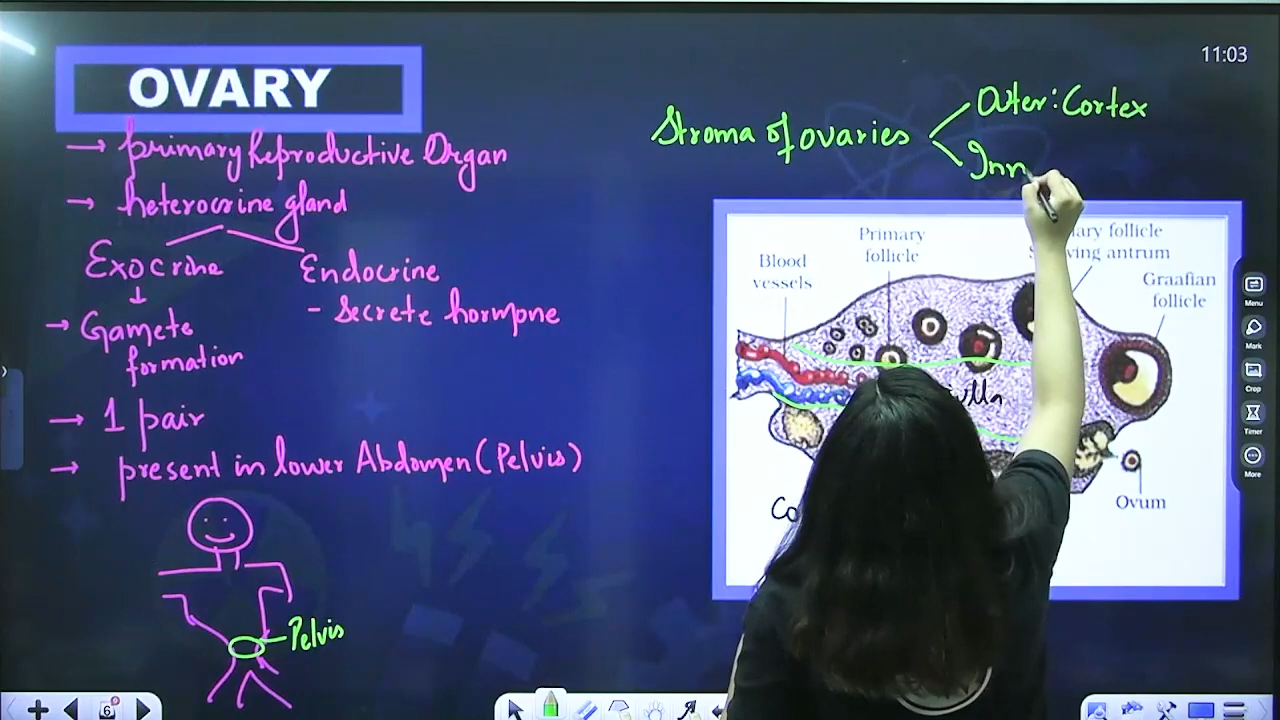 11:03
OVARY
→ primary Reproductive Organ
→ heterocrine gland
Exocrine
Endocrine
- Secrete hormone
→ Gamete
formation
→ 1 pair
→ present in lower Abdomen (Pelvis)
Pelvis
Stroma of ovaries
Outer: Cortex
Inn
Blood
vessels
Primary
follicle
follicle
antrum
Graafian
follicle
Ovum
Co
Menu
Mark
Crop
Timer
More
6